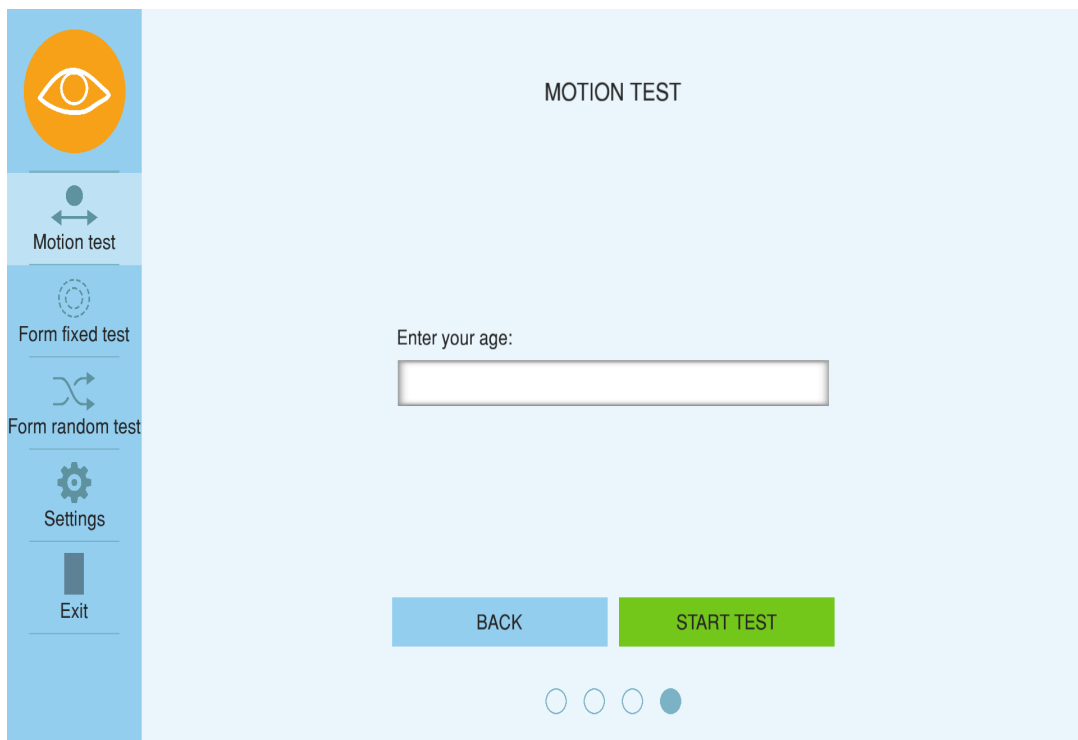 MOTION TEST
Motion test
Form fixed test
Form random test
Settings
Exit
Enter your age:
BACK
START TEST